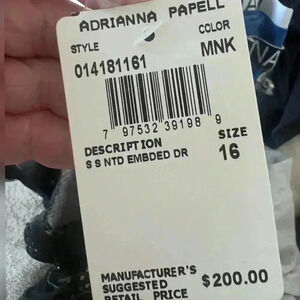 ADRIANNA PAPELL
STYLE COLOR
014181161 MNK
7 97532 39198 9
DESCRIPTION SIZE
S S NTD EMBDED DR 16
MANUFACTURER'S
SUGGESTED $200.00
RETAIL PRICE